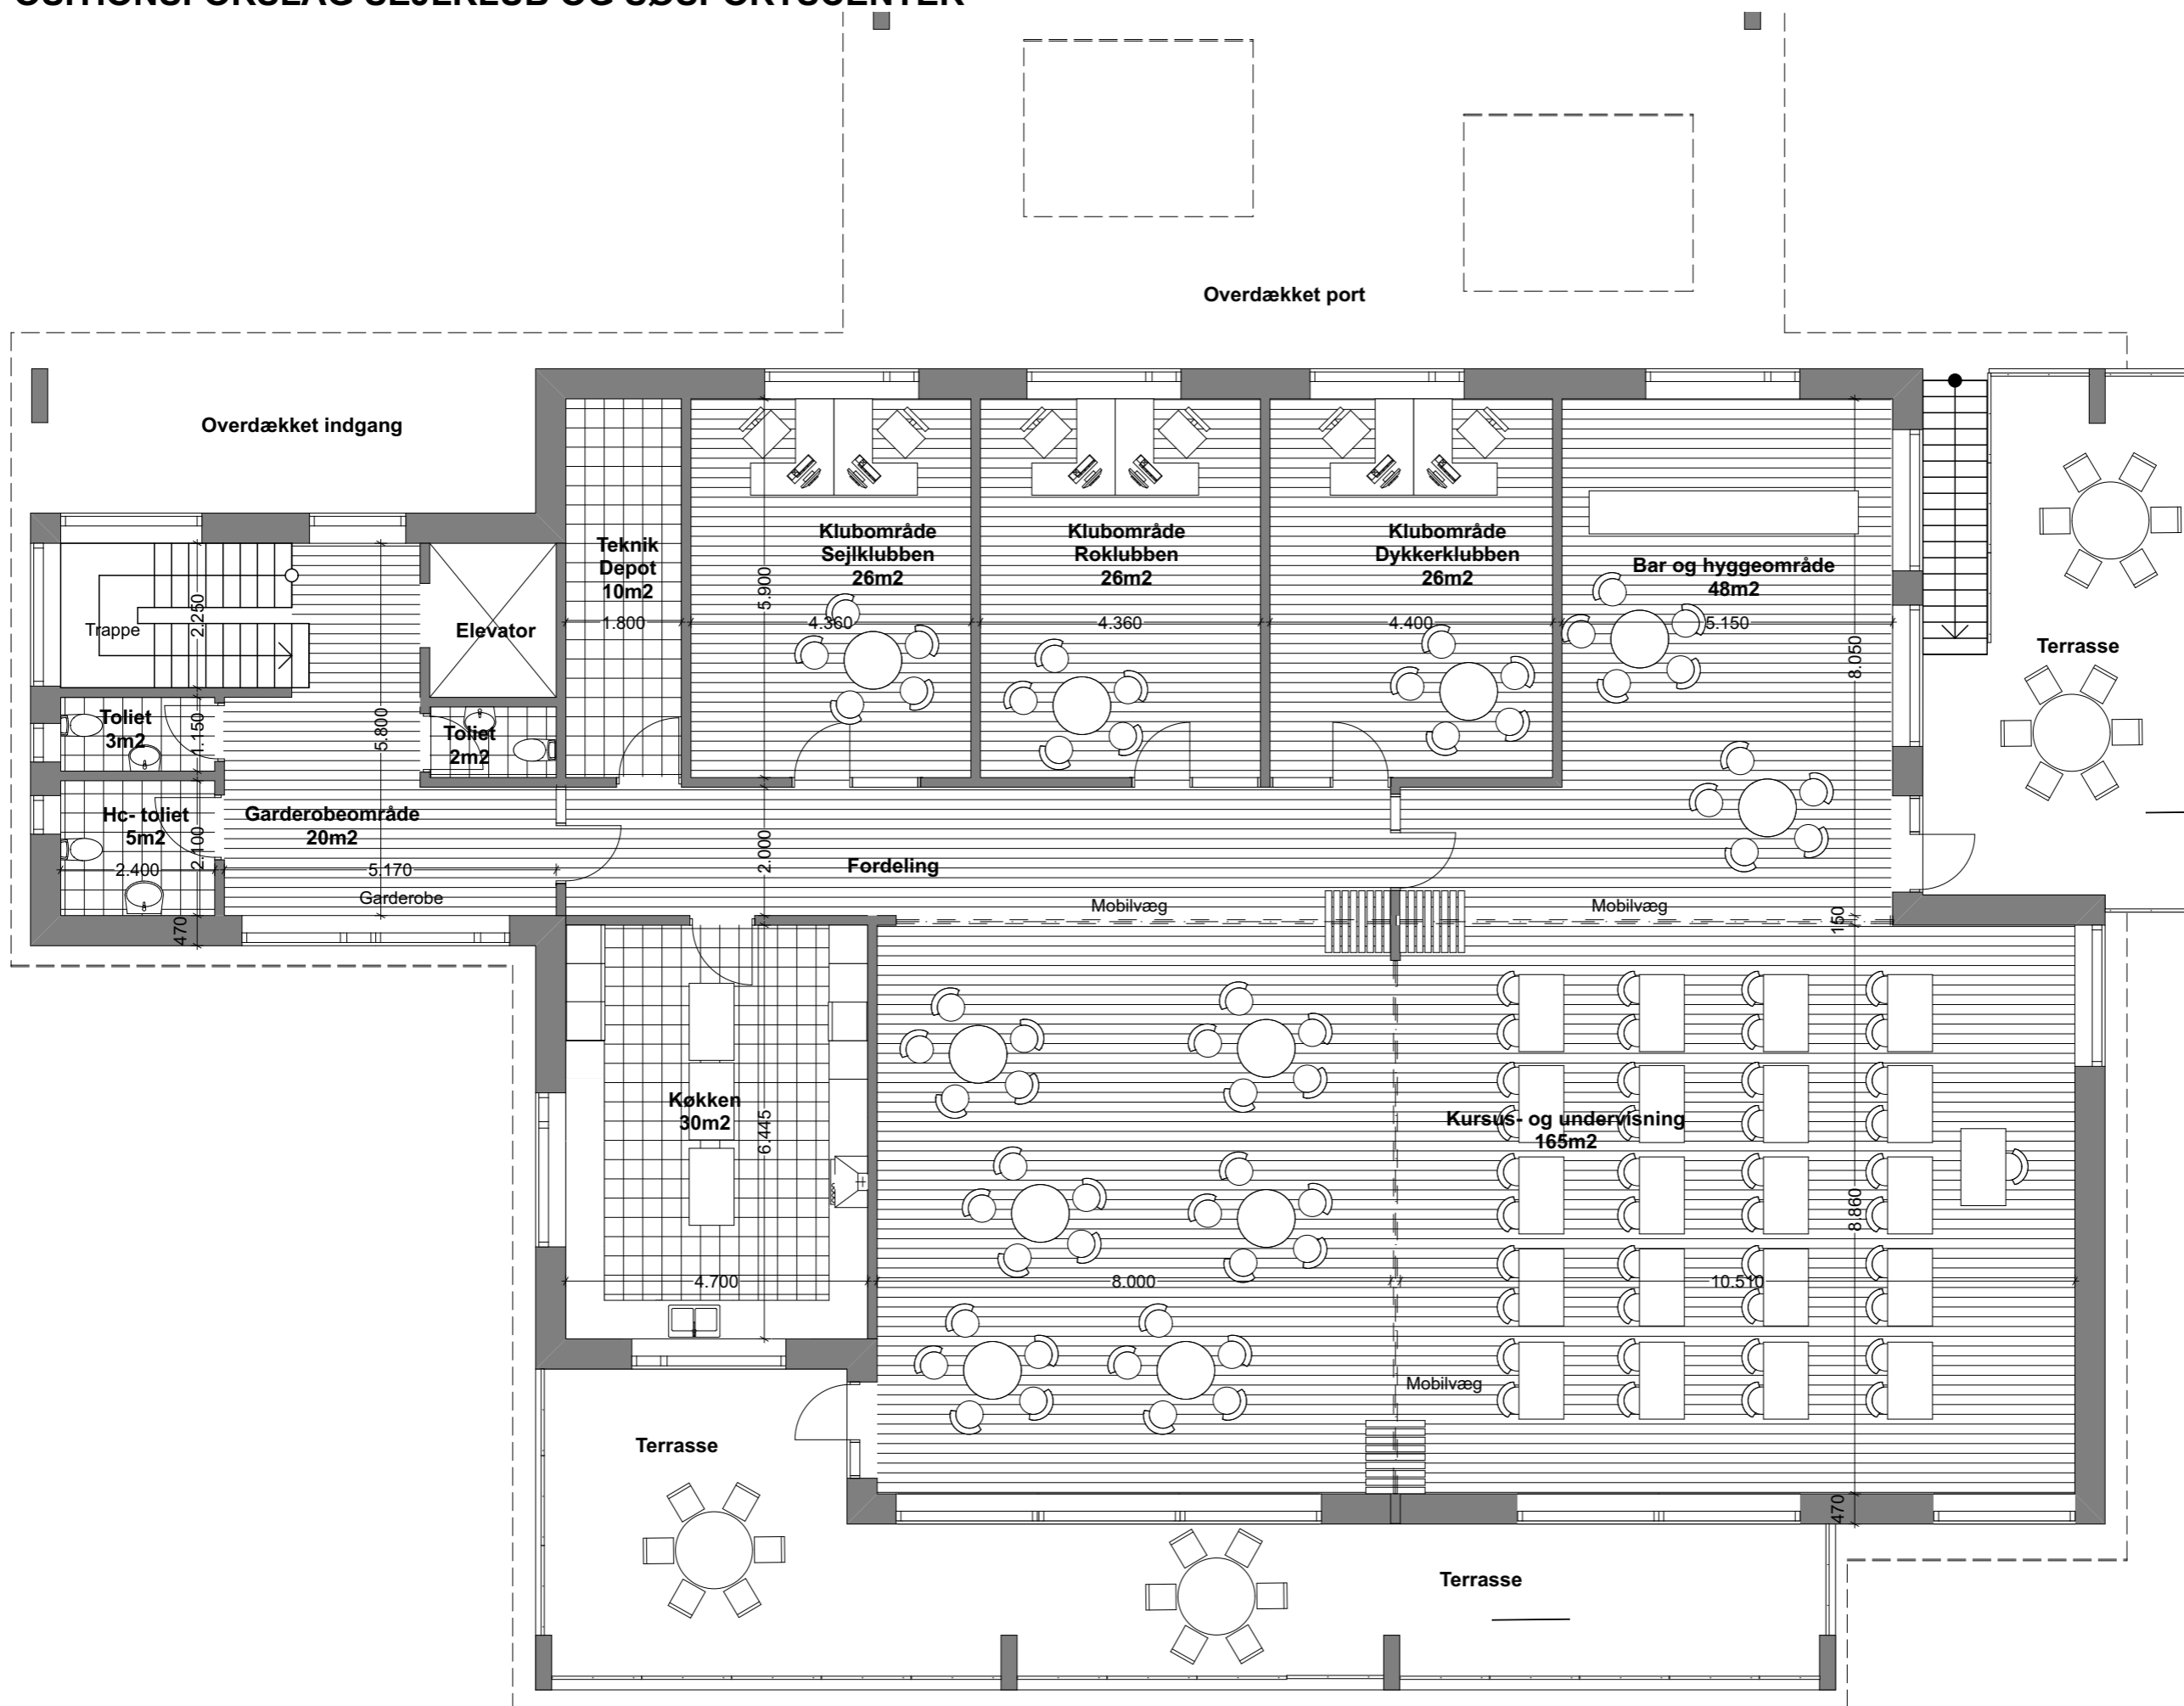 Overdækket port
Overdækket indgang
Klubområde
Sejlklubben
26m2
Klubområde
Roklubben
26m2
Klubområde
Dykkerklubben
26m2
Teknik
Depot
10m2
Bar og hyggeområde
48m2
5.900
1.800
4.360
4.360
4.400
5.150
8.050
Trappe
2.250
Elevator
Terrasse
Toliet
3m2
1.150
5.800
Toliet
2m2
Hc- toliet
5m2
2.100
2.400
Garderobeområde
20m2
5.170
Garderobe
470
2.000
Fordeling
Mobilvæg
Mobilvæg
150
Køkken
30m2
6.445
Kursus- og undervisning
165m2
8.860
4.700
8.000
10.510
Mobilvæg
Terrasse
470
Terrasse